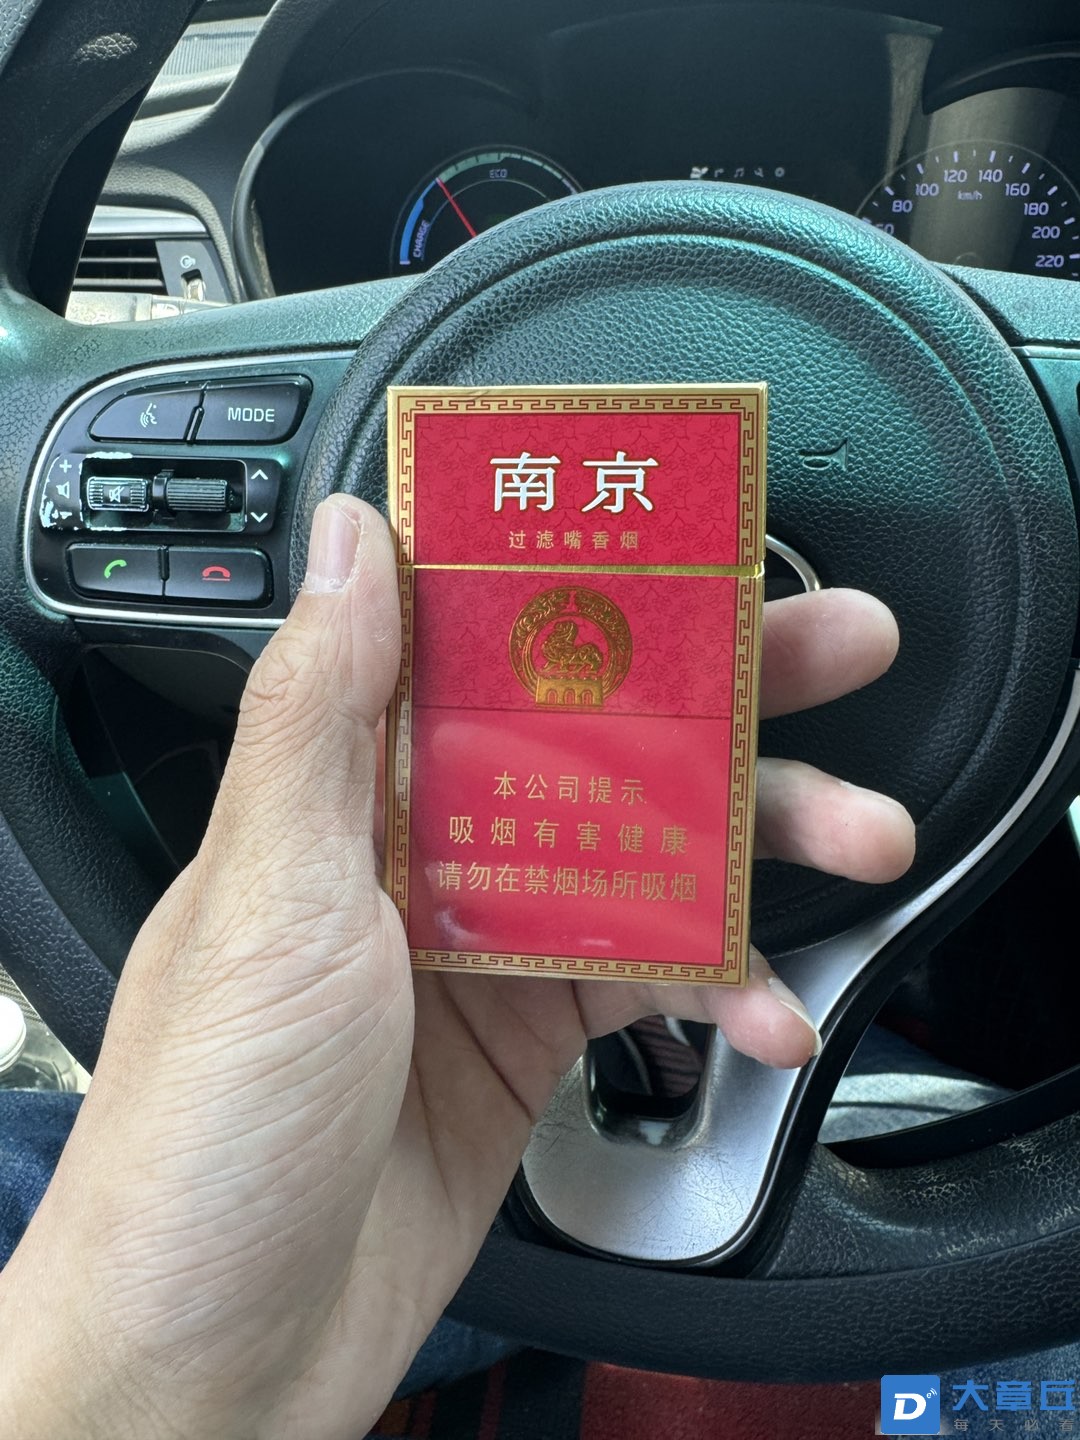 ECO
CHARGE
80
100
120
140
160
180
200
220
km/h
MODE
南京
过滤嘴香烟
本公司提示
吸烟有害健康
请勿在禁烟场所吸烟
D
大章丘
每天必看